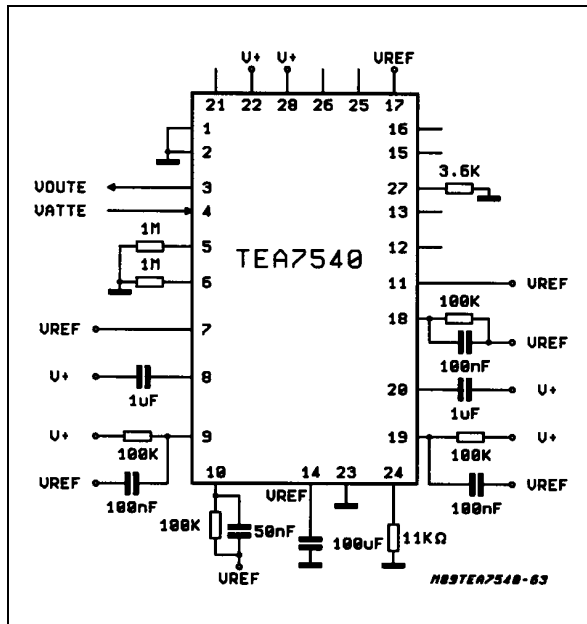 V+ V+ VREF
21 22 28 26 25 17
1 16
2 15
3.6K
VOUTE 3 27
VATTE 4 13
1M
5 12
1M
TEA7540
6 11 VREF
100K
18
VREF 7 VREF
100nF
V+ 8 20 V+
1uF 1uF
V+ 9 19 V+
100K 100K
VREF VREF
100nF 100nF
10 14 23 24
VREF
100K 50nF 100uF 11KΩ
VREF
M89TEA7540-63